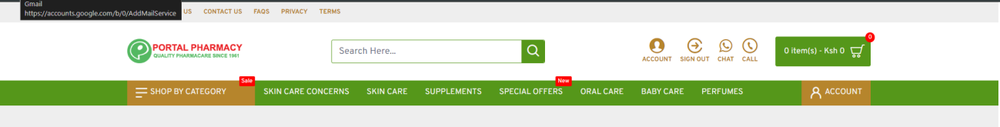 Gmail
https://accounts.google.com/b/0/AddMailService
US CONTACT US FAQS PRIVACY TERMS
PORTAL PHARMACY
QUALITY PHARMACARE SINCE 1961
Search Here...
ACCOUNT SIGN OUT CHAT CALL
0 item(s) - Ksh 0
0
Sale
New
SHOP BY CATEGORY SKIN CARE CONCERNS SKIN CARE SUPPLEMENTS SPECIAL OFFERS ORAL CARE BABY CARE PERFUMES ACCOUNT